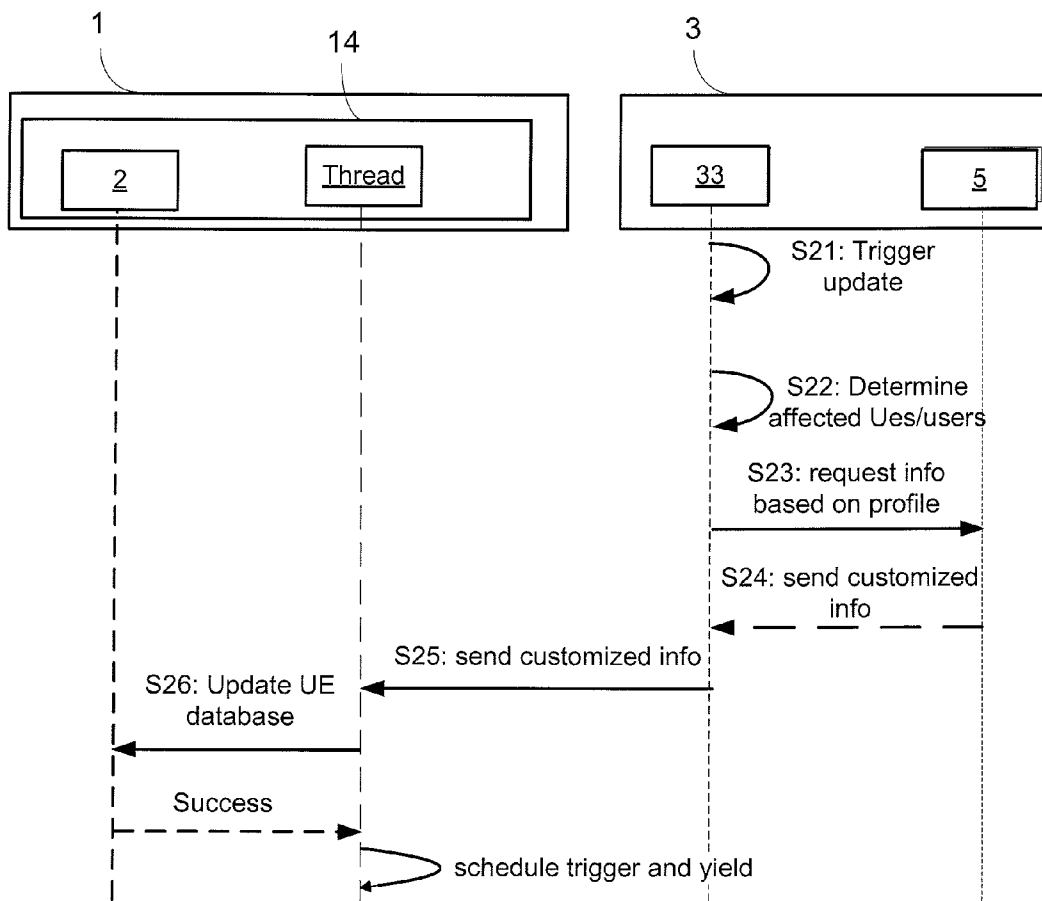 1
14
3
2
Thread
33
5
S21: Trigger
update
S22: Determine
affected Ues/users
S23: request info
based on profile
S24: send customized
info
S25: send customized info
S26: Update UE
database
Success
schedule trigger and yield